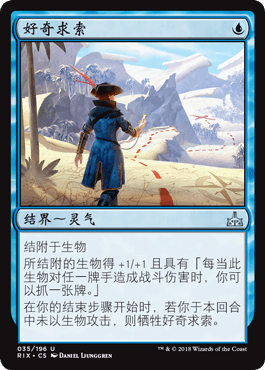 好奇求索
结界～灵气
结附于生物
所结附的生物得+1/+1且具有「每当此
生物对任一牌手造成战斗伤害时，你可
以抓一张牌。」
在你的结束步骤开始时，若你于本回合
中未以生物攻击，则牺牲好奇求索。
035/196 U
RIX • CS DANIEL LJUNGGREN
™ & © 2018 Wizards of the Coast